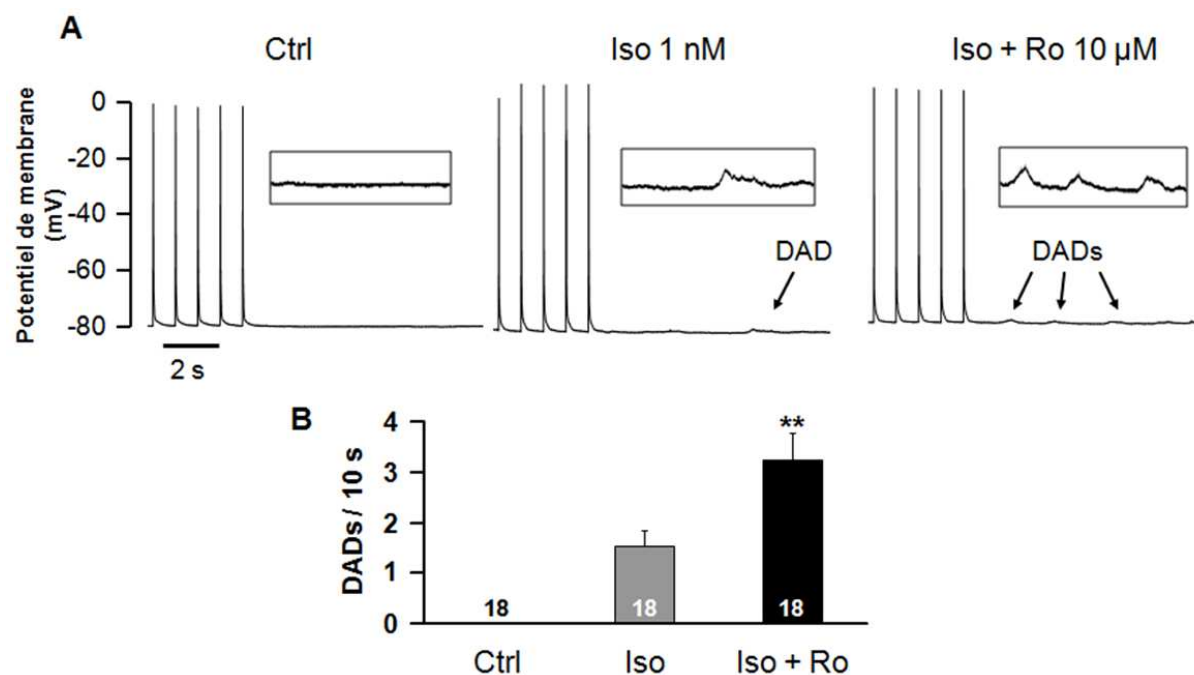 A
Ctrl
Iso 1 nM
Iso + Ro 10 µM
Potentiel de membrane
(mV)
0
-20
-40
-60
-80
DAD
DADs
2 s
B
DADs / 10 s
4
3
2
1
0
**
18
18
18
Ctrl
Iso
Iso + Ro